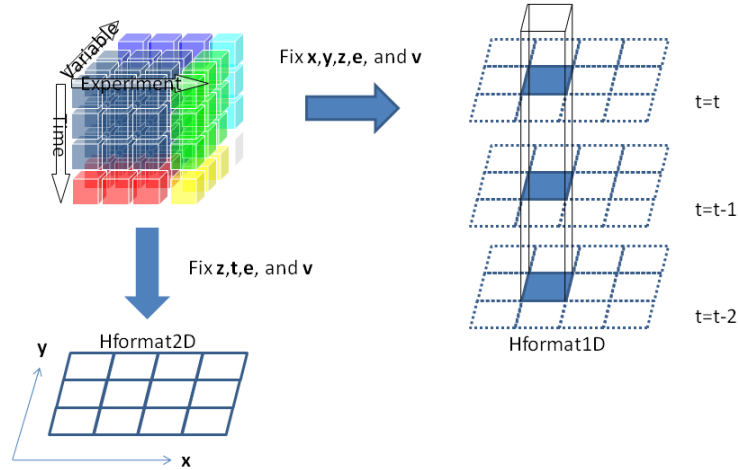 Variable
Experiment
Time
Fix x,y,z,e, and v
t=t
t=t-1
t=t-2
Hformat1D
Fix z,t,e, and v
Hformat2D
y
x